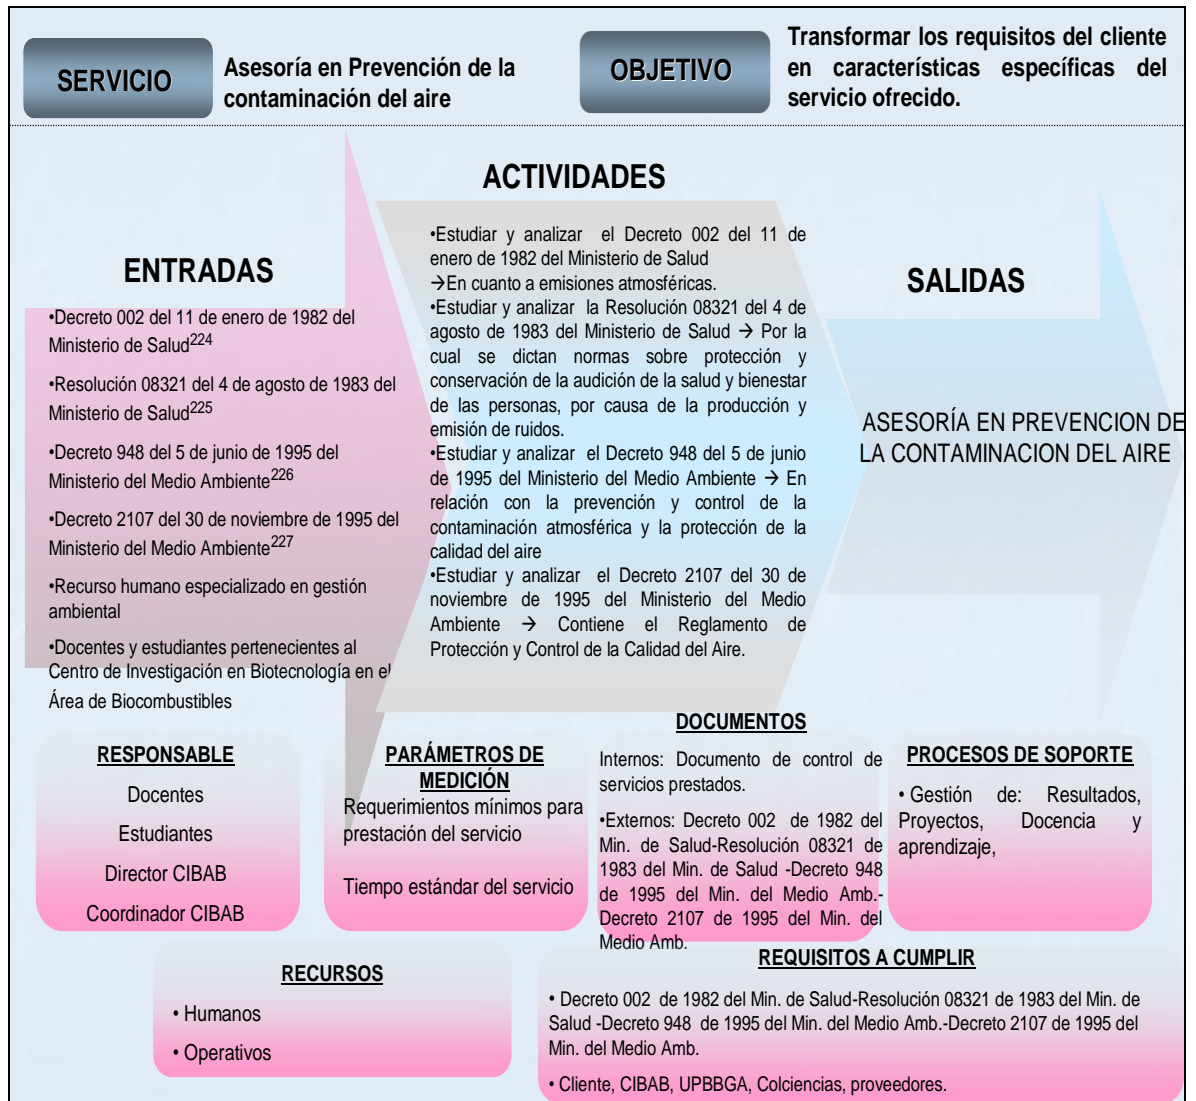 SERVICIO
Asesoría en Prevención de la
contaminación del aire
OBJETIVO
Transformar los requisitos del cliente
en características específicas del
servicio ofrecido.
ENTRADAS
•Decreto 002 del 11 de enero de 1982 del
Ministerio de Salud224
•Resolución 08321 del 4 de agosto de 1983 del
Ministerio de Salud225
•Decreto 948 del 5 de junio de 1995 del
Ministerio del Medio Ambiente226
•Decreto 2107 del 30 de noviembre de 1995 del
Ministerio del Medio Ambiente227
•Recurso humano especializado en gestión
ambiental
•Docentes y estudiantes pertenecientes al
Centro de Investigación en Biotecnología en el
Área de Biocombustibles
ACTIVIDADES
•Estudiar y analizar el Decreto 002 del 11 de
enero de 1982 del Ministerio de Salud
→En cuanto a emisiones atmosféricas.
•Estudiar y analizar la Resolución 08321 del 4 de
agosto de 1983 del Ministerio de Salud → Por la
cual se dictan normas sobre protección y
conservación de la audición de la salud y bienestar
de las personas, por causa de la producción y
emisión de ruidos.
•Estudiar y analizar el Decreto 948 del 5 de junio
de 1995 del Ministerio del Medio Ambiente → En
relación con la prevención y control de la
contaminación atmosférica y la protección de la
calidad del aire
•Estudiar y analizar el Decreto 2107 del 30 de
noviembre de 1995 del Ministerio del Medio
Ambiente → Contiene el Reglamento de
Protección y Control de la Calidad del Aire.
SALIDAS
ASESORÍA EN PREVENCION DE
LA CONTAMINACION DEL AIRE
RESPONSABLE
Docentes
Estudiantes
Director CIBAB
Coordinador CIBAB
PARÁMETROS DE
MEDICIÓN
Requerimientos mínimos para
prestación del servicio
Tiempo estándar del servicio
DOCUMENTOS
Internos: Documento de control de
servicios prestados.
•Externos: Decreto 002 de 1982 del
Min. de Salud-Resolución 08321 de
1983 del Min. de Salud -Decreto 948
de 1995 del Min. del Medio Amb.-
Decreto 2107 de 1995 del Min. del
Medio Amb.
PROCESOS DE SOPORTE
• Gestión de: Resultados,
Proyectos, Docencia y
aprendizaje,
RECURSOS
• Humanos
• Operativos
REQUISITOS A CUMPLIR
• Decreto 002 de 1982 del Min. de Salud-Resolución 08321 de 1983 del Min. de
Salud -Decreto 948 de 1995 del Min. del Medio Amb.-Decreto 2107 de 1995 del
Min. del Medio Amb.
• Cliente, CIBAB, UPBBGA, Colciencias, proveedores.